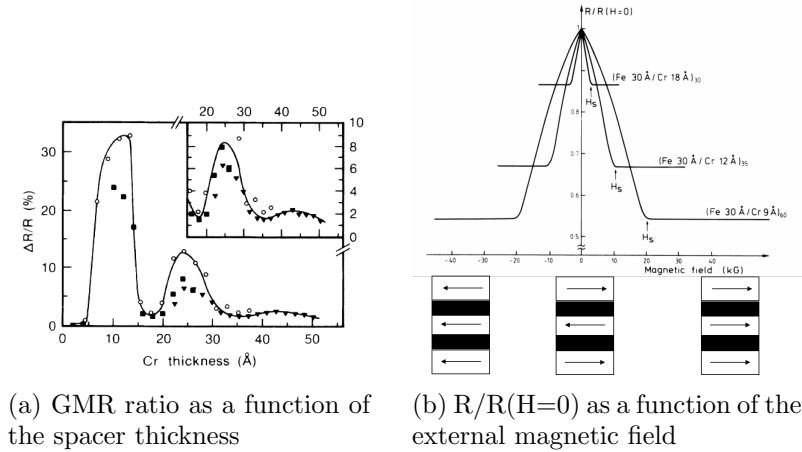 20 30 40 50
10
8
6
4
2
0
30
20
10
0
ΔR/R (%)
0 10 20 30 40 50
Cr thickness (Å)
R/R(H=0)
1
0.8
0.7
0.6
0.5
(Fe 30 Å/Cr 18 Å)30
Hs
(Fe 30 Å/Cr 12 Å)35
Hs
(Fe 30 Å/Cr 9 Å)60
Hs
-40 -30 -20 -10 0 10 20 30 40
Magnetic field (kG)
(a) GMR ratio as a function of
the spacer thickness
(b) R/R(H=0) as a function of the
external magnetic field